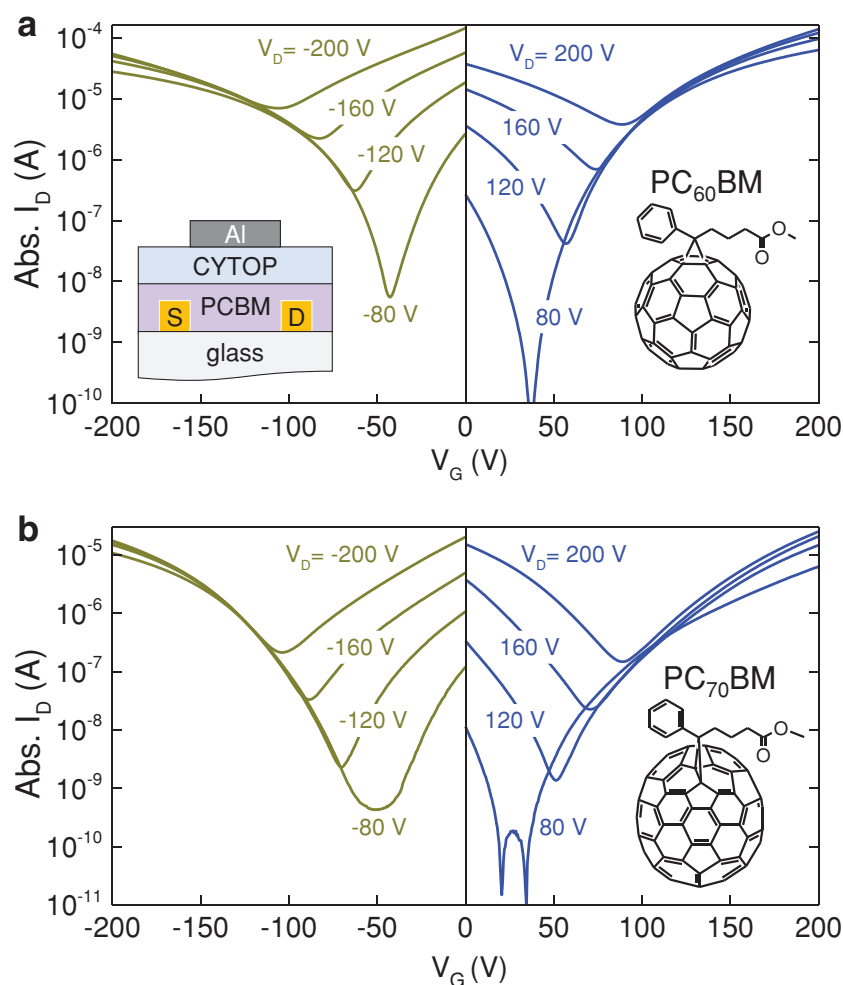 a
10⁻⁴
10⁻⁵
10⁻⁶
10⁻⁷
10⁻⁸
10⁻⁹
10⁻¹⁰
Abs. I_D (A)
V_D= -200 V
-160 V
-120 V
-80 V
V_D= 200 V
160 V
120 V
80 V
Al
CYTOP
PCBM
S
D
glass
PC₆₀BM
O
O
-200
-150
-100
-50
0
50
100
150
200
V_G (V)
b
10⁻⁵
10⁻⁶
10⁻⁷
10⁻⁸
10⁻⁹
10⁻¹⁰
10⁻¹¹
Abs. I_D (A)
V_D= -200 V
-160 V
-120 V
-80 V
V_D= 200 V
160 V
120 V
80 V
PC₇₀BM
O
O
-200
-150
-100
-50
0
50
100
150
200
V_G (V)